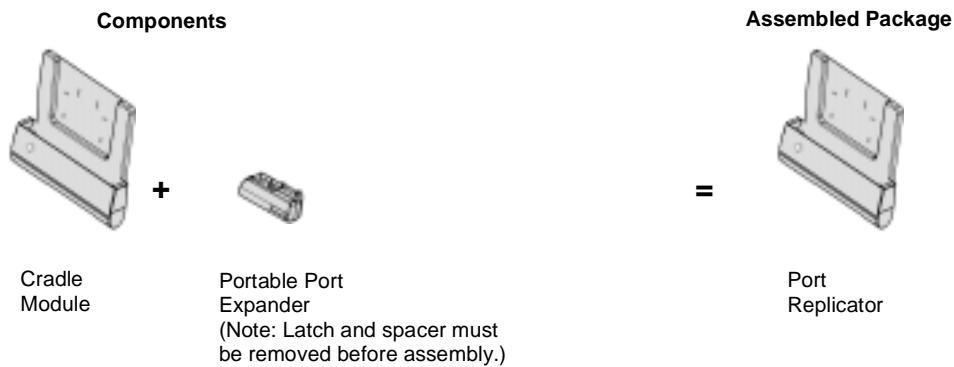 Components
Assembled Package
+
=
Cradle
Module
Portable Port
Expander
(Note: Latch and spacer must
be removed before assembly.)
Port
Replicator